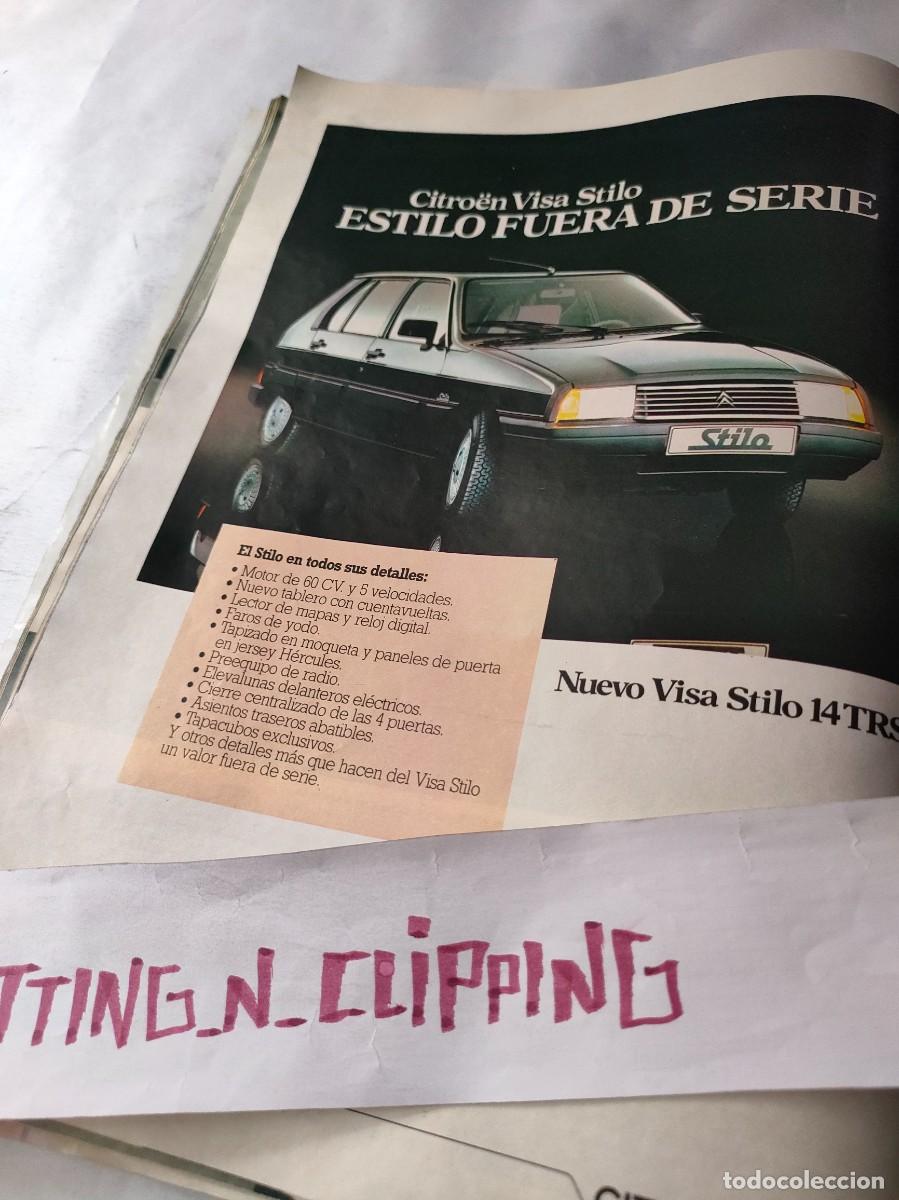 Citroën Visa Stilo
ESTILO FUERA DE SERIE
Stilo
El Stilo en todos sus detalles:
• Motor de 60 CV. y 5 velocidades.
• Nuevo tablero con cuentavueltas.
• Lector de mapas y reloj digital.
• Faros de yodo.
• Tapizado en moqueta y paneles de puerta
en jersey Hércules.
• Preequipo de radio.
• Elevalunas delanteros eléctricos.
• Cierre centralizado de las 4 puertas.
• Asientos traseros abatibles.
• Tapacubos exclusivos.
Y otros detalles más que hacen del Visa Stilo
un valor fuera de serie.
Nuevo Visa Stilo 14 TRS
TTING_N_CLIPPING
todocoleccion